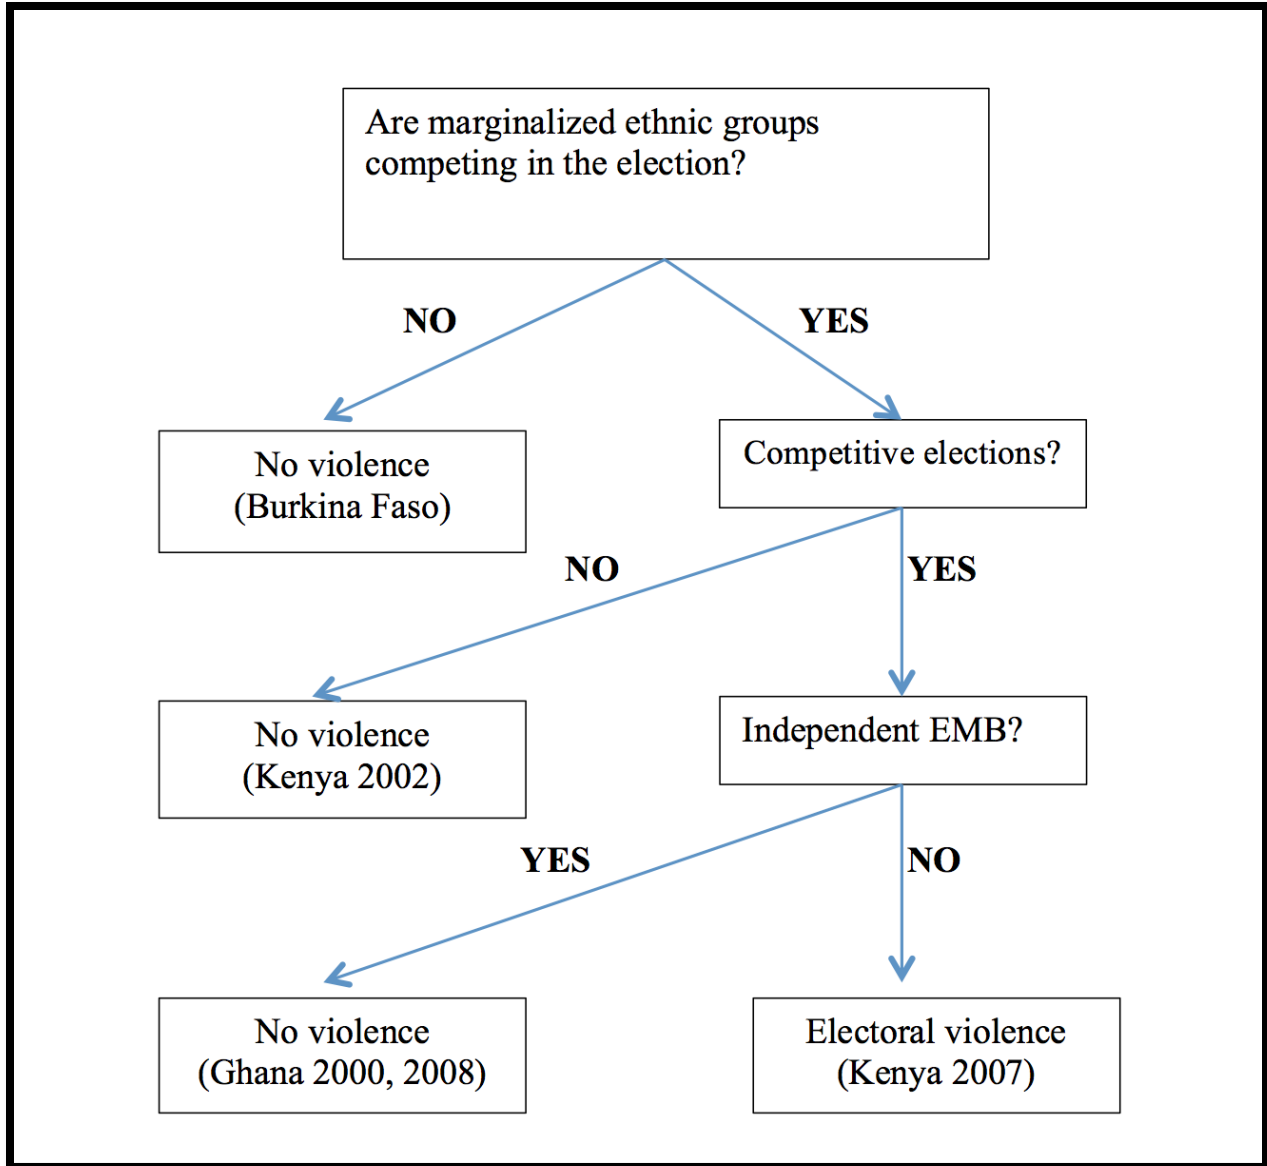 Are marginalized ethnic groups
competing in the election?
NO
YES
No violence
(Burkina Faso)
Competitive elections?
NO
YES
No violence
(Kenya 2002)
Independent EMB?
YES
NO
No violence
(Ghana 2000, 2008)
Electoral violence
(Kenya 2007)